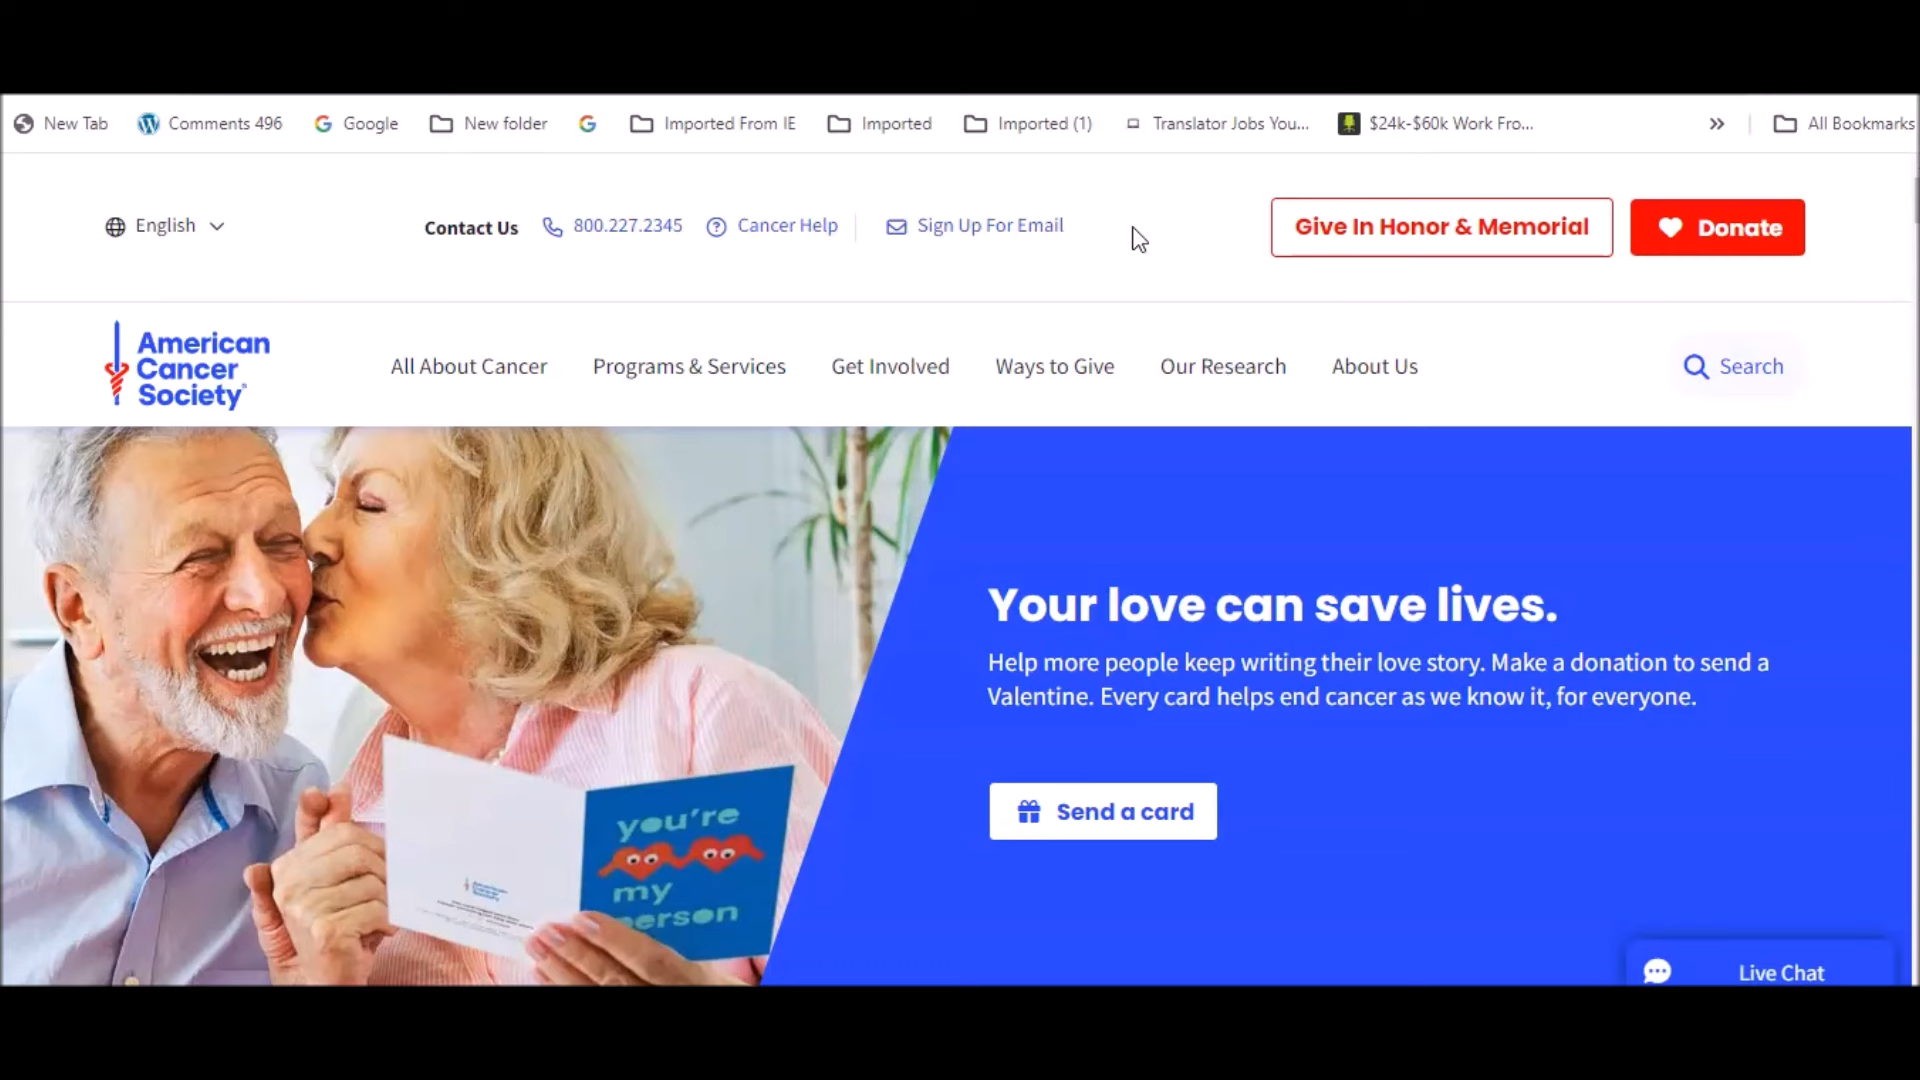 New Tab
Comments 496
Google
New folder
Imported From IE
Imported
Imported (1)
Translator Jobs You...
$24k-$60k Work Fro...
All Bookmarks
English
Contact Us
800.227.2345
Cancer Help
Sign Up For Email
Give In Honor & Memorial
Donate
American
Cancer
Society
All About Cancer
Programs & Services
Get Involved
Ways to Give
Our Research
About Us
Search
Your love can save lives.
Help more people keep writing their love story. Make a donation to send a
Valentine. Every card helps end cancer as we know it, for everyone.
Send a card
you're
my
person
American
Cancer
Society
Live Chat